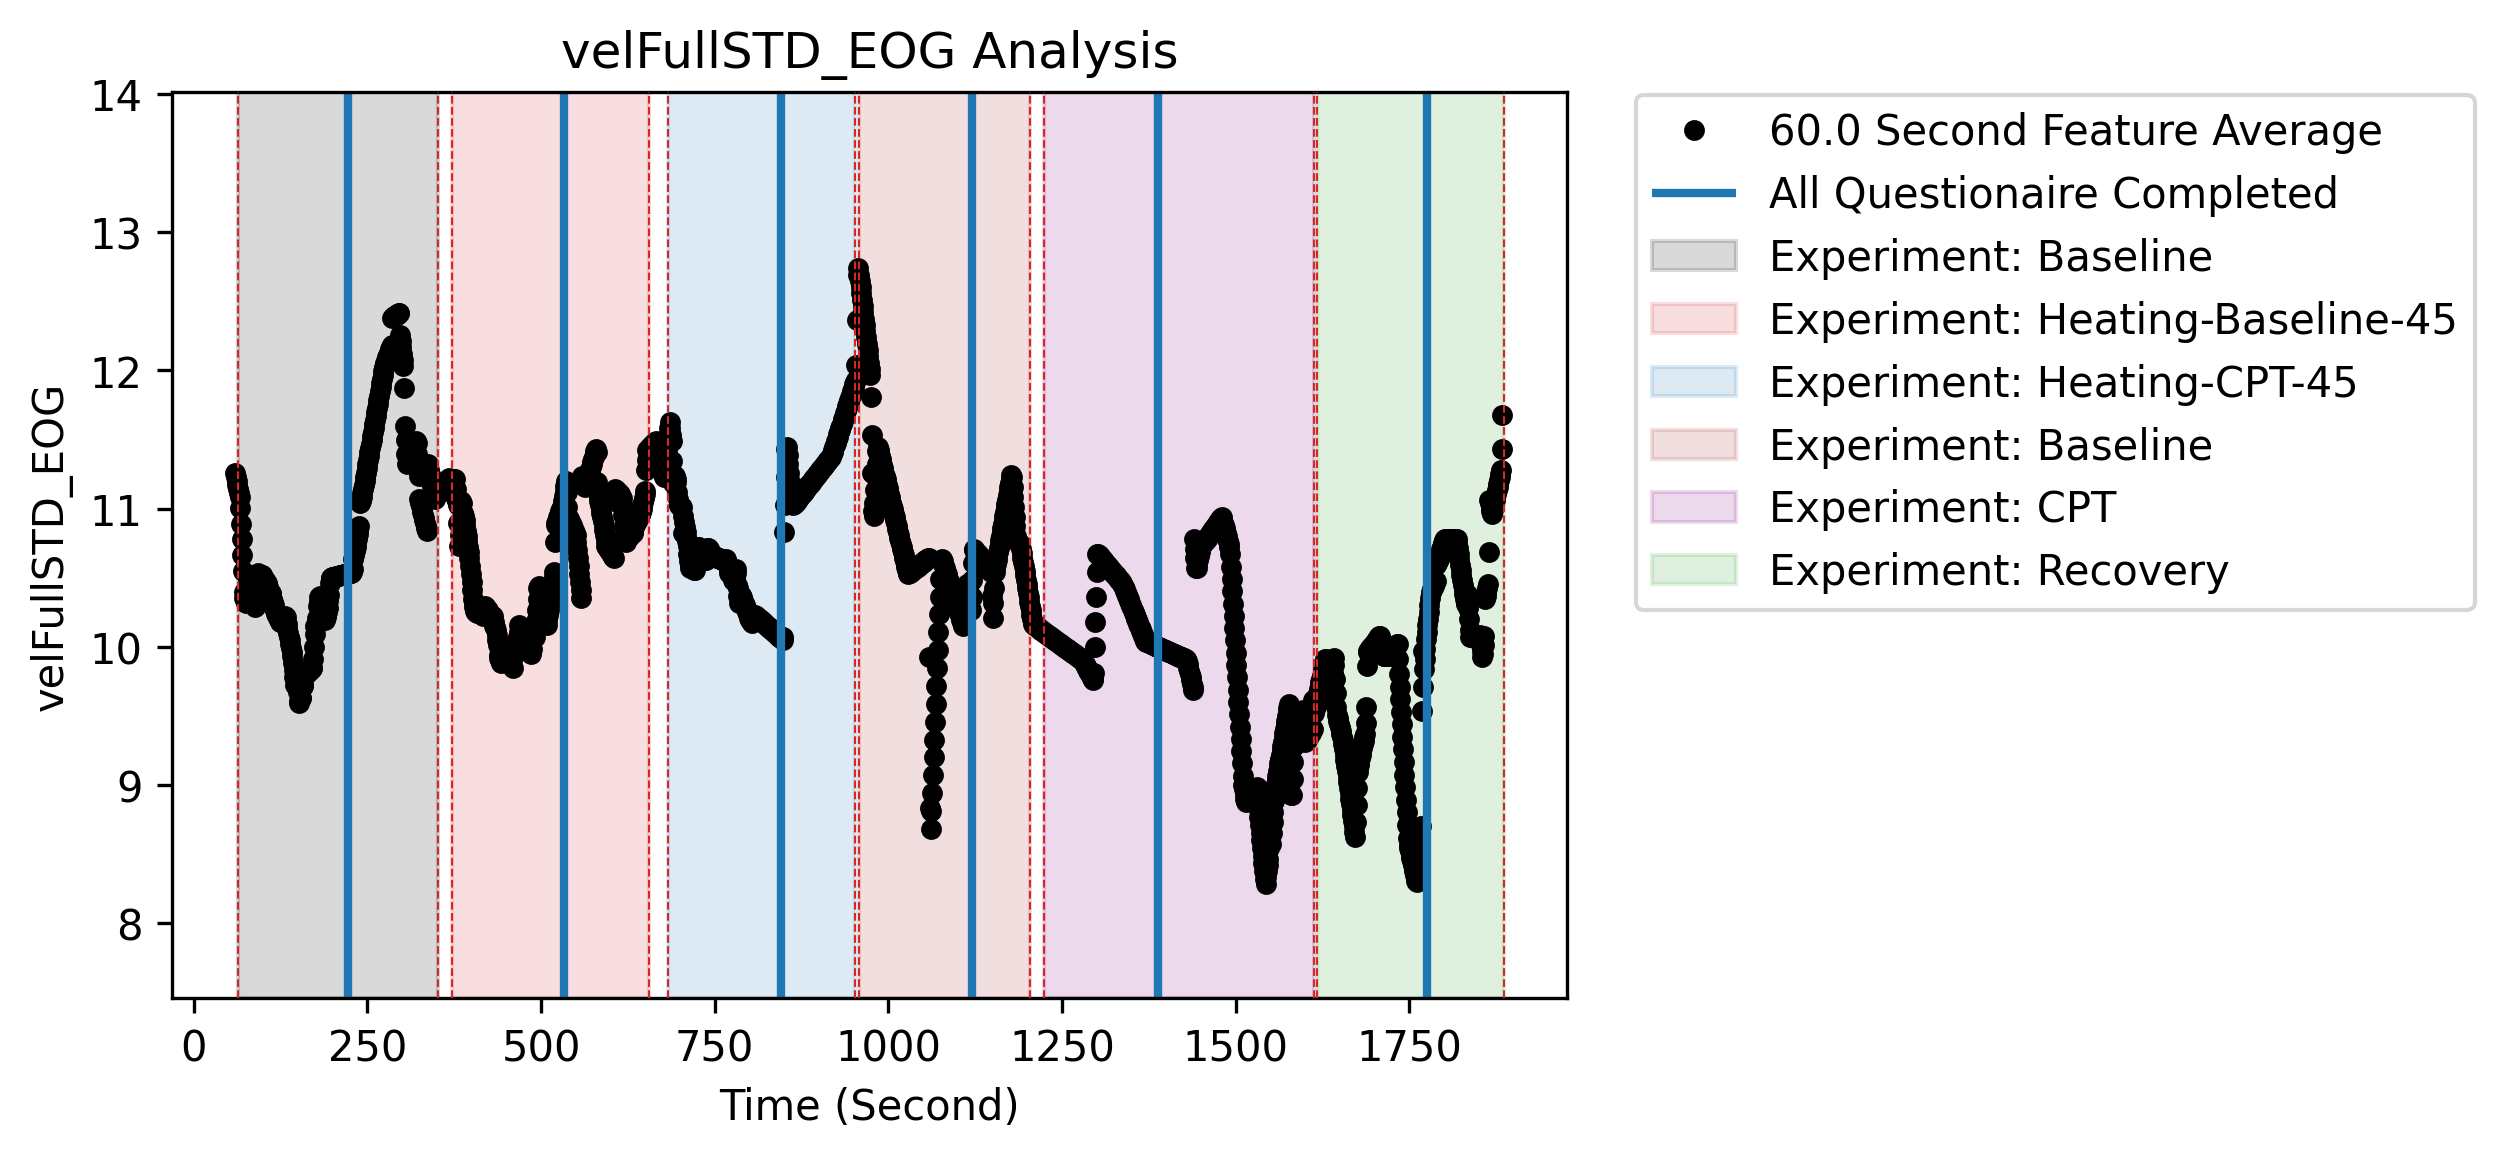 velFullSTD_EOG Analysis
velFullSTD_EOG
14
13
12
11
10
9
8
0
250
500
750
1000
1250
1500
1750
Time (Second)
60.0 Second Feature Average
All Questionaire Completed
Experiment: Baseline
Experiment: Heating-Baseline-45
Experiment: Heating-CPT-45
Experiment: Baseline
Experiment: CPT
Experiment: Recovery